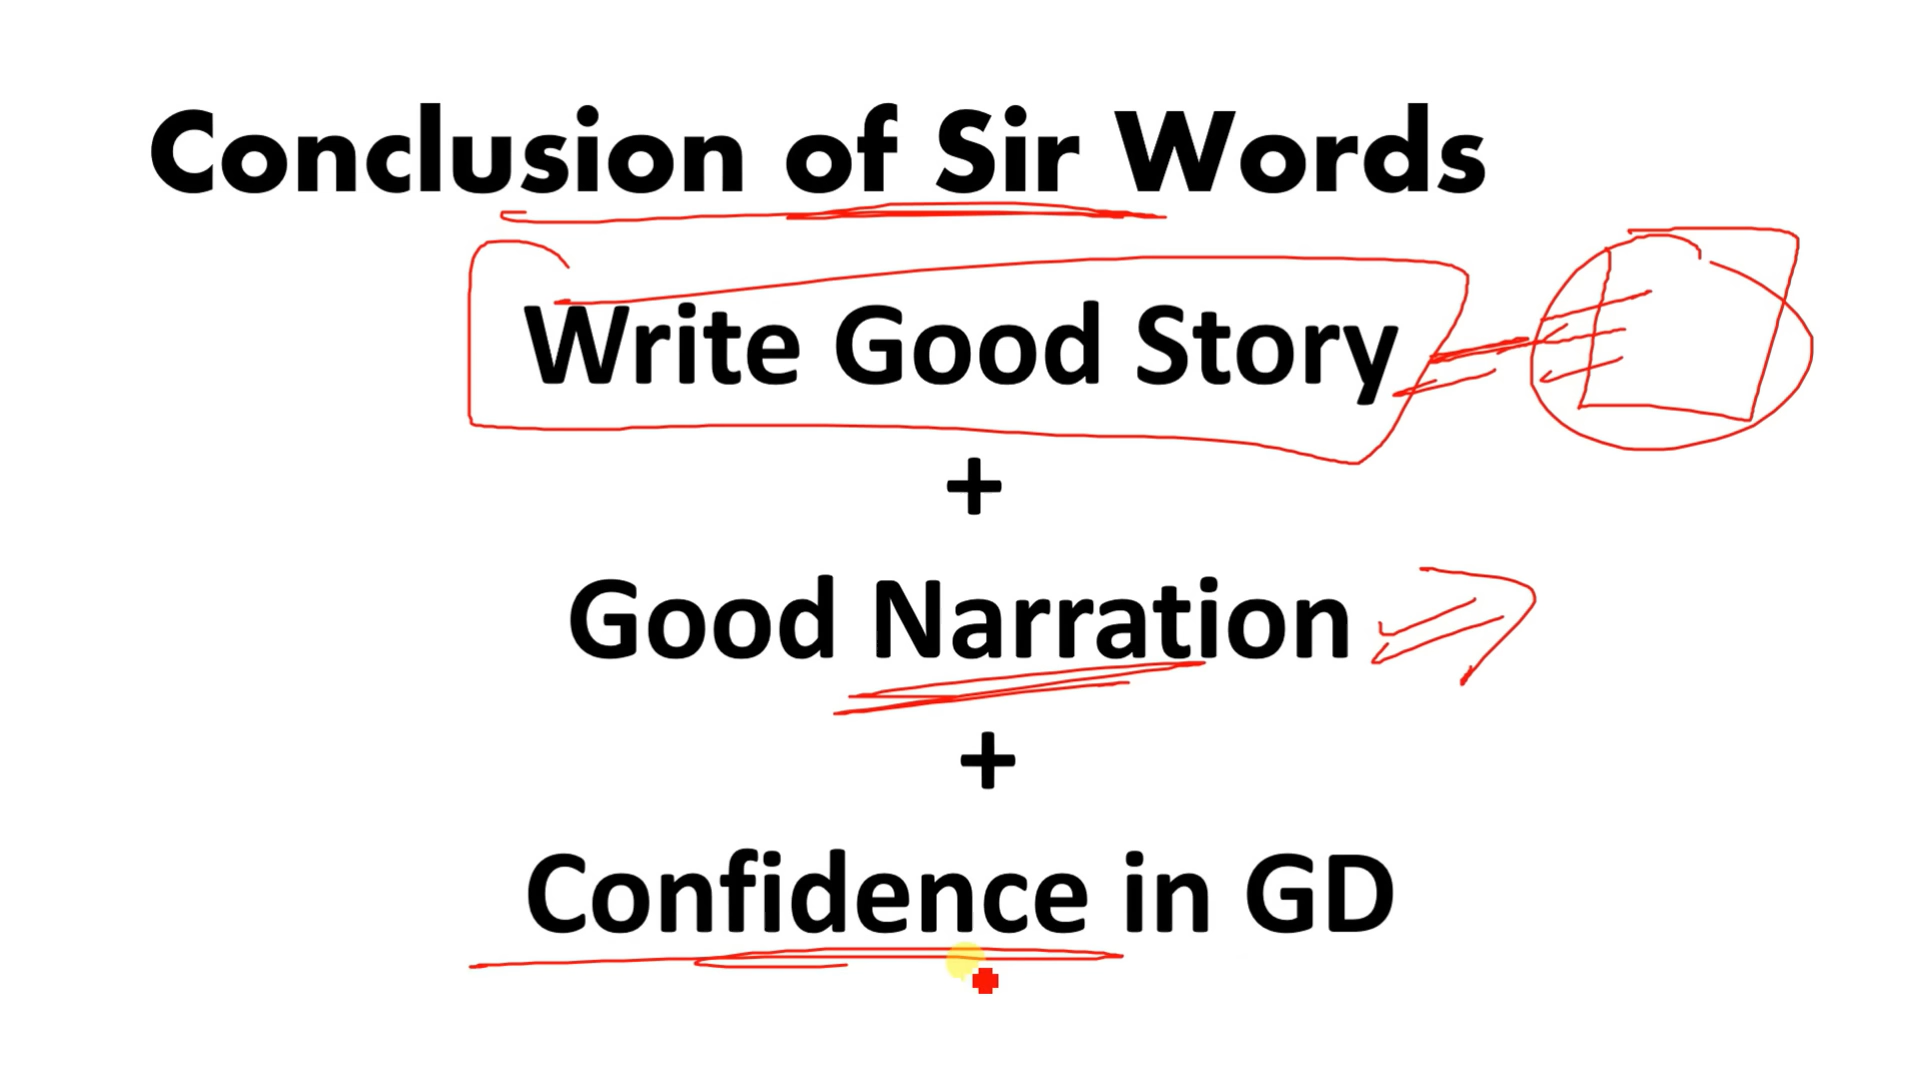 Conclusion of Sir Words
Write Good Story
+
Good Narration
+
Confidence in GD